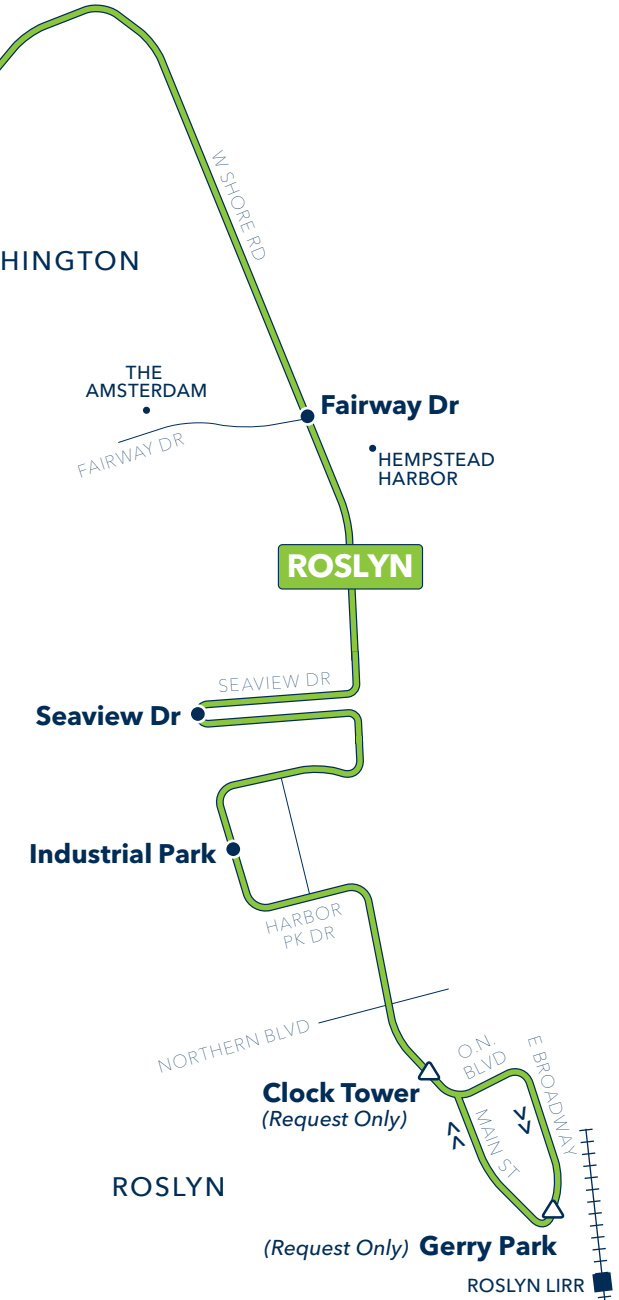 W SHORE RD
HINGTON
THE
AMSTERDAM
Fairway Dr
FAIRWAY DR
HEMPSTEAD
HARBOR
ROSLYN
SEAVIEW DR
Seaview Dr
Industrial Park
HARBOR
PK DR
NORTHERN BLVD
O.N.
BLVD
E BROADWAY
Clock Tower
(Request Only)
MAIN ST
ROSLYN
(Request Only) Gerry Park
ROSLYN LIRR